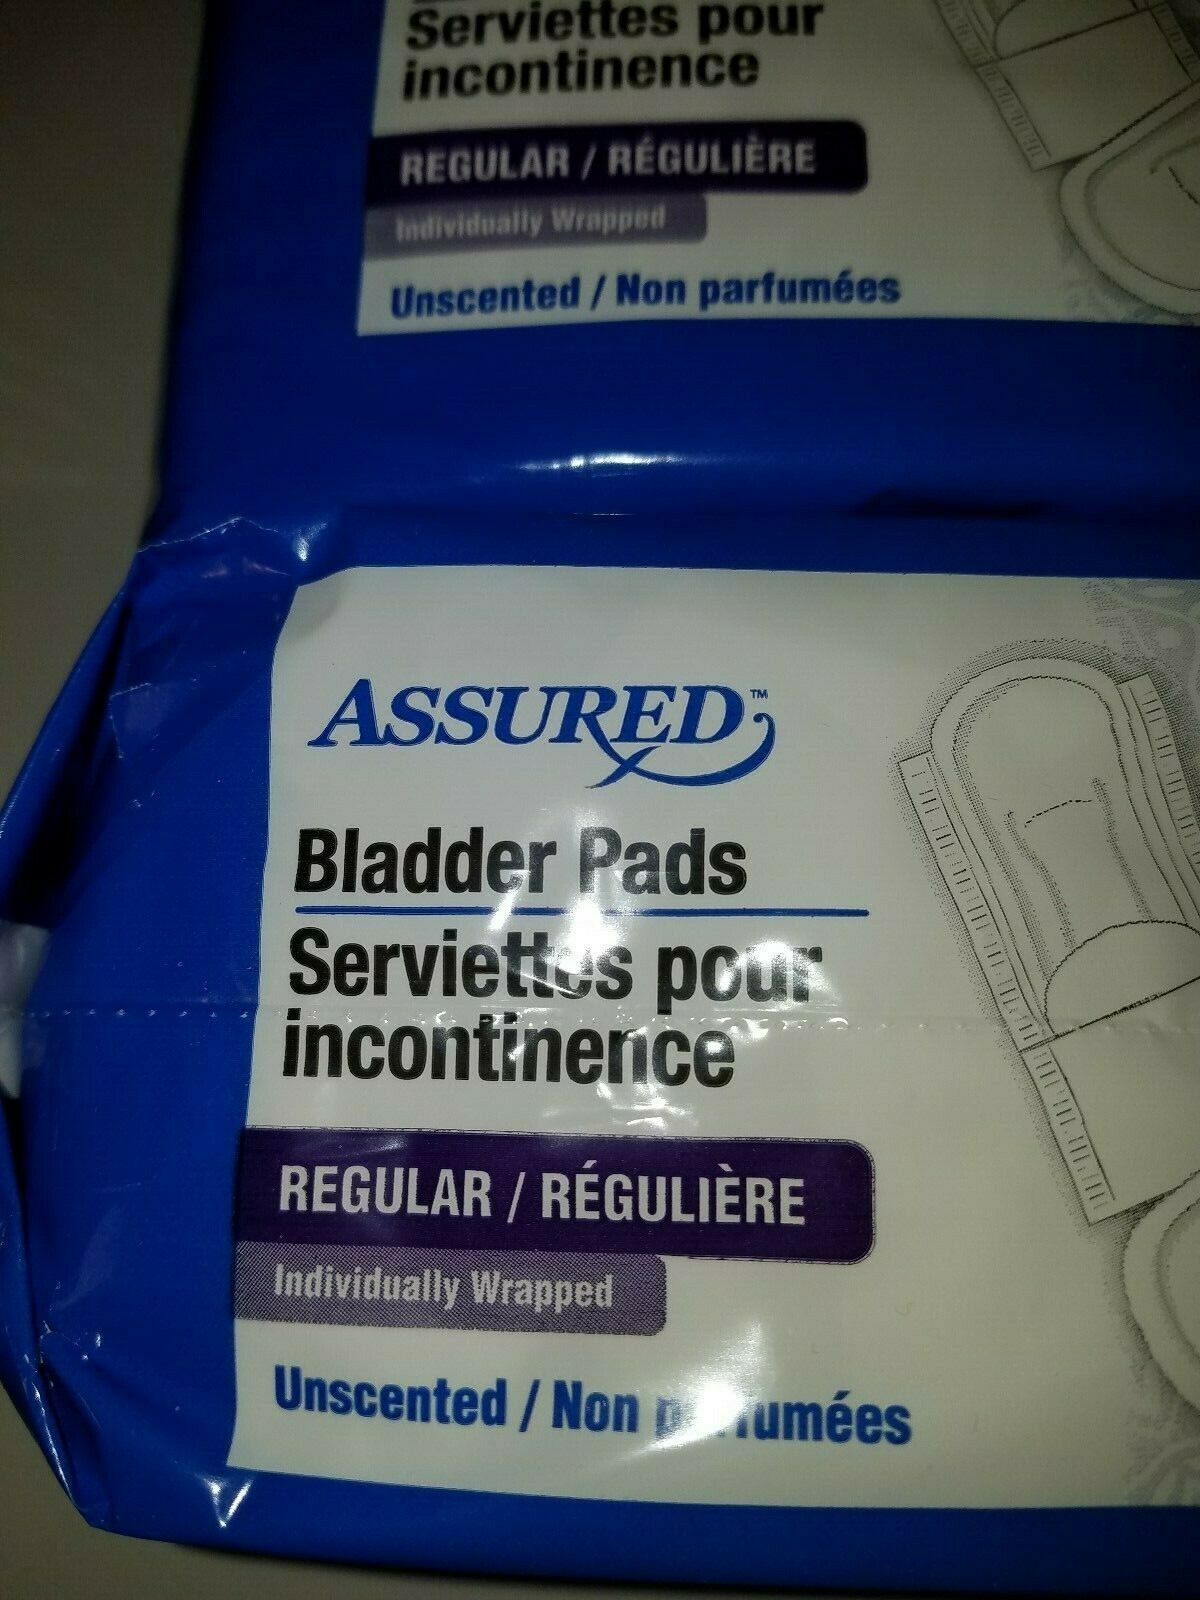 Serviettes pour
incontinence
REGULAR / RÉGULIÈRE
Individually Wrapped
Unscented / Non parfumées
ASSURED™
Bladder Pads
Serviettes pour
incontinence
REGULAR / RÉGULIÈRE
Individually Wrapped
Unscented / Non parfumées